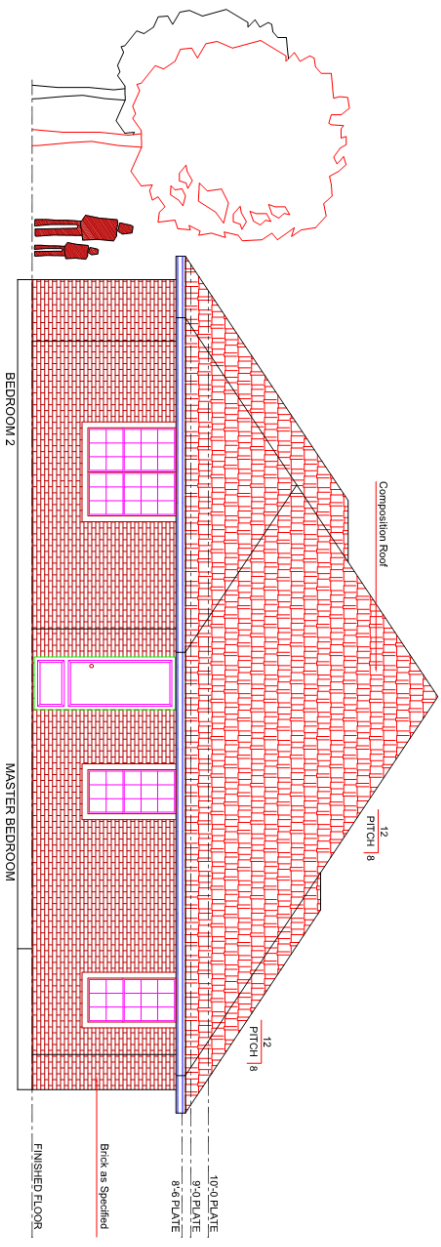 Composition Roof
12
PITCH
8
12
PITCH
8
10'-0 PLATE
9'-0 PLATE
8'-6 PLATE
Brick as Specified
FINISHED FLOOR
BEDROOM 2
MASTER BEDROOM